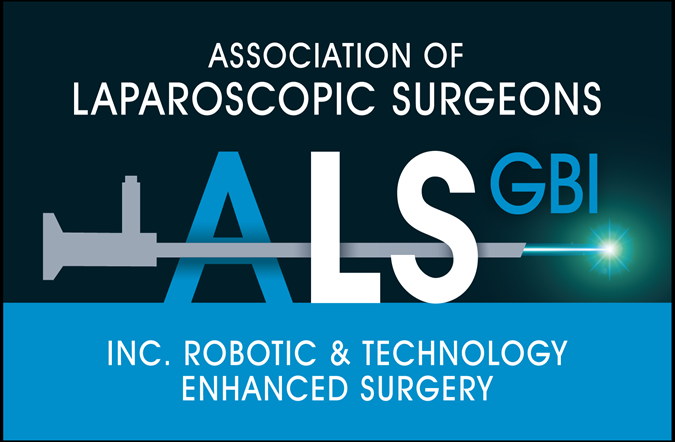 ASSOCIATION OF
LAPAROSCOPIC SURGEONS
ALS GBI
INC. ROBOTIC & TECHNOLOGY
ENHANCED SURGERY